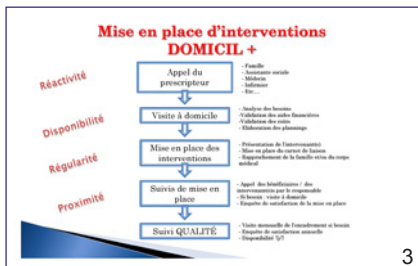 Mise en place d'interventions
DOMICIL +
Réactivité
Disponibilité
Régularité
Proximité
Appel du
prescripteur
- Famille
- Assistante sociale
- Médecin
- Infirmier
- Etc...
Visite à domicile
- Analyse des besoins
-Validation des aides financières
-Validation des coûts
- Elaboration des plannings
Mise en place des
interventions
- Présentation de l'intervenant(e)
- Mise en place du carnet de liaison
- Rapprochement de la famille et/ou du corps
médical
Suivis de mise en
place
- Appel des bénéficiaires / des
intervenant(e)s par le responsable
- Si besoin : visite à domicile
- Enquête de satisfaction de la mise en place
Suivi QUALITÉ
- Visite mensuelle de l'encadrement si besoin
- Enquête de satisfaction annuelle
- Disponibilité 7j/7
3